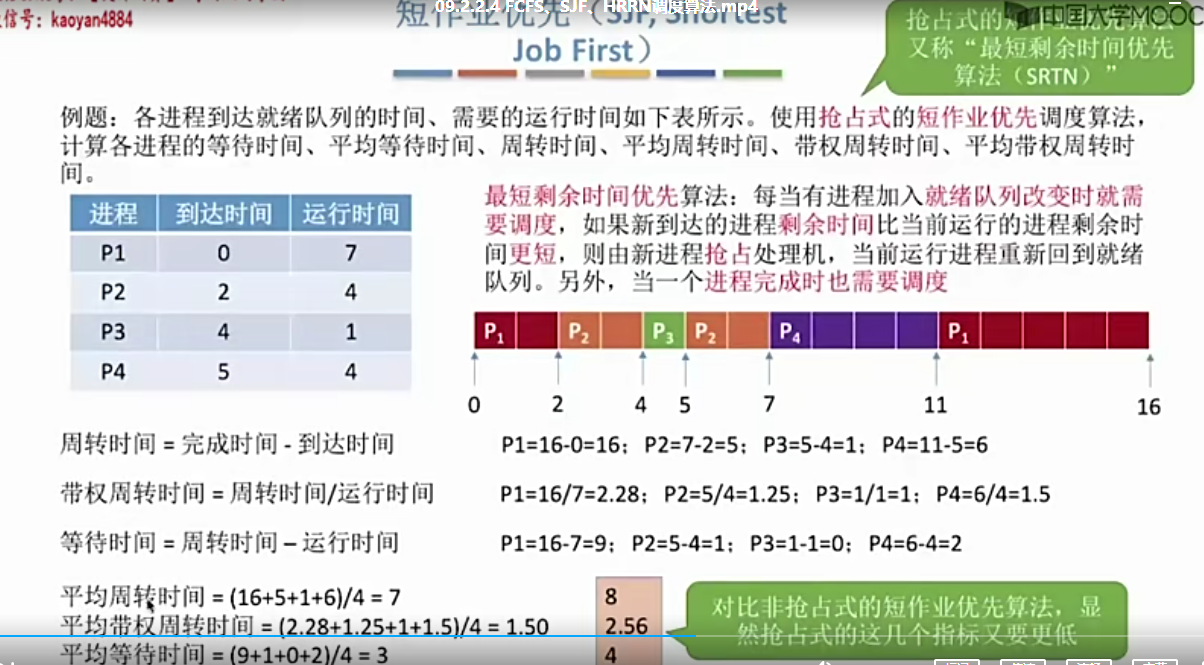 09.2.2.4 FCFS、SJF、HRRN调度算法.mp4
信号：kaoyan4884
中国大学MOOC
短作业优先（SJF, Shortest
Job First）
抢占式的短作业优先算法
又称“最短剩余时间优先
算法（SRTN）”
例题：各进程到达就绪队列的时间、需要的运行时间如下表所示。使用抢占式的短作业优先调度算法，
计算各进程的等待时间、平均等待时间、周转时间、平均周转时间、带权周转时间、平均带权周转时
间。
进程 到达时间 运行时间
P1 0 7
P2 2 4
P3 4 1
P4 5 4
最短剩余时间优先算法：每当有进程加入就绪队列改变时就需
要调度，如果新到达的进程剩余时间比当前运行的进程剩余时
间更短，则由新进程抢占处理机，当前运行进程重新回到就绪
队列。另外，当一个进程完成时也需要调度
P1 P2 P3 P2 P4 P1
0 2 4 5 7 11 16
周转时间 = 完成时间 - 到达时间 P1=16-0=16；P2=7-2=5；P3=5-4=1；P4=11-5=6
带权周转时间 = 周转时间/运行时间 P1=16/7=2.28；P2=5/4=1.25；P3=1/1=1；P4=6/4=1.5
等待时间 = 周转时间 – 运行时间 P1=16-7=9；P2=5-4=1；P3=1-1=0；P4=6-4=2
平均周转时间 = (16+5+1+6)/4 = 7 8
平均带权周转时间 = (2.28+1.25+1+1.5)/4 = 1.50 2.56
平均等待时间 = (9+1+0+2)/4 = 3 4
对比非抢占式的短作业优先算法，显
然抢占式的这几个指标又要更低